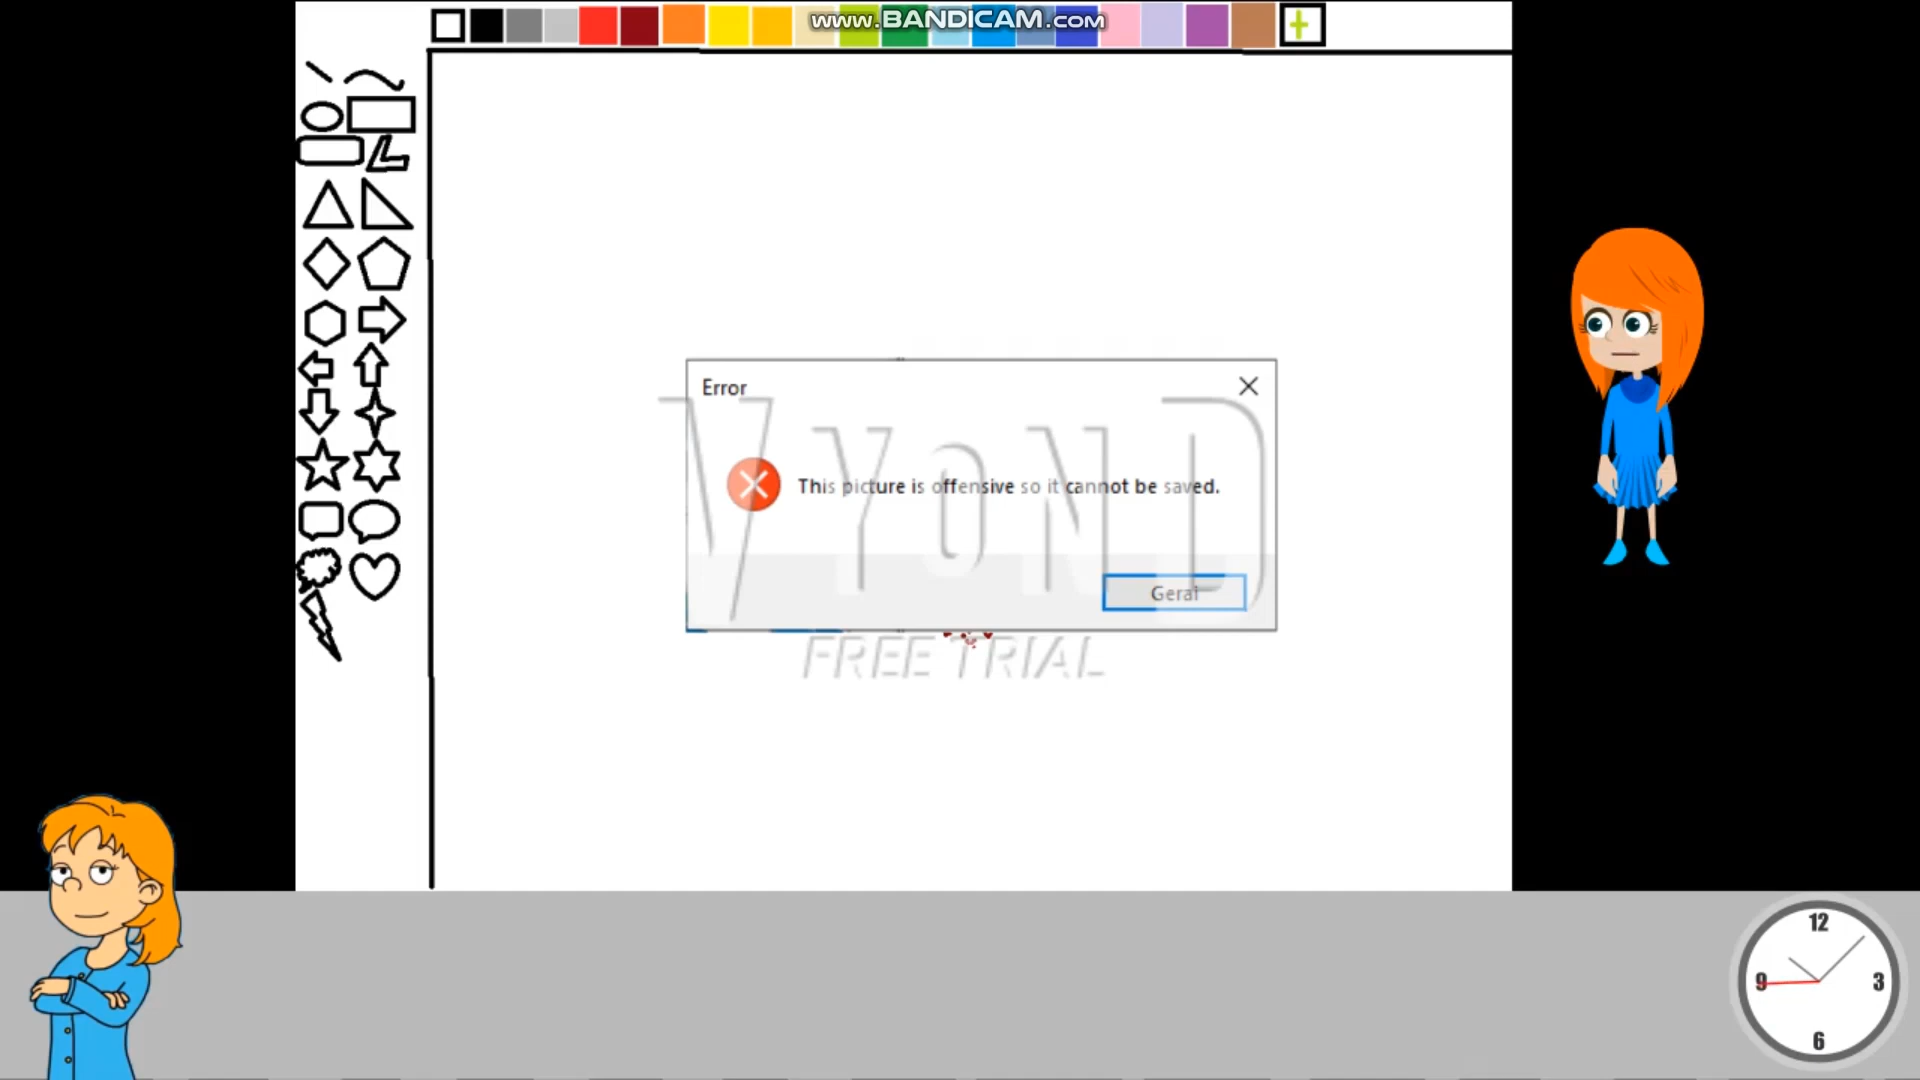 www.BANDICAM.com
Error
This picture is offensive so it cannot be saved.
Geral
VYOND
FREE TRIAL
12
9
3
6